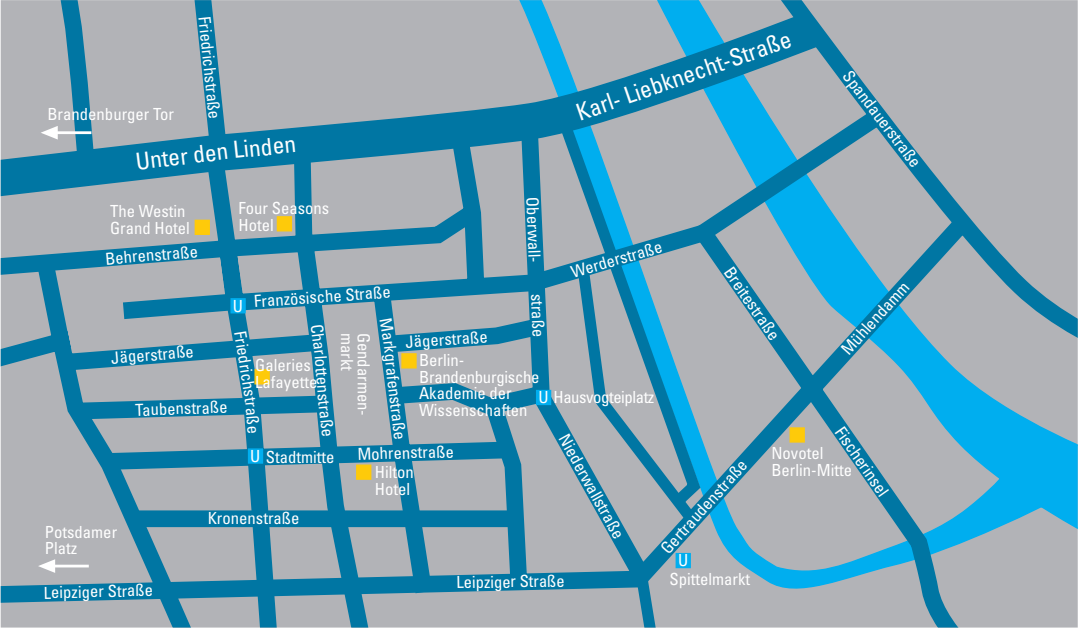 Friedrichstraße
Karl- Liebknecht-Straße
Spandauerstraße
Brandenburger Tor
Unter den Linden
The Westin
Grand Hotel
Four Seasons
Hotel
Oberwall-
straße
Behrenstraße
Werderstraße
Breitestraße
Mühlendamm
U
Französische Straße
Jägerstraße
Friedrichstraße
Charlottenstraße
Gendarmen-
markt
Markgrafenstraße
Jägerstraße
Galeries
Lafayette
Berlin-
Brandenburgische
Akademie der
Wissenschaften
U Hausvogteiplatz
Taubenstraße
U Stadtmitte
Mohrenstraße
Hilton
Hotel
Niederwallstraße
Novotel
Berlin-Mitte
Fischerinsel
Gertraudenstraße
Kronenstraße
Potsdamer
Platz
U
Spittelmarkt
Leipziger Straße
Leipziger Straße